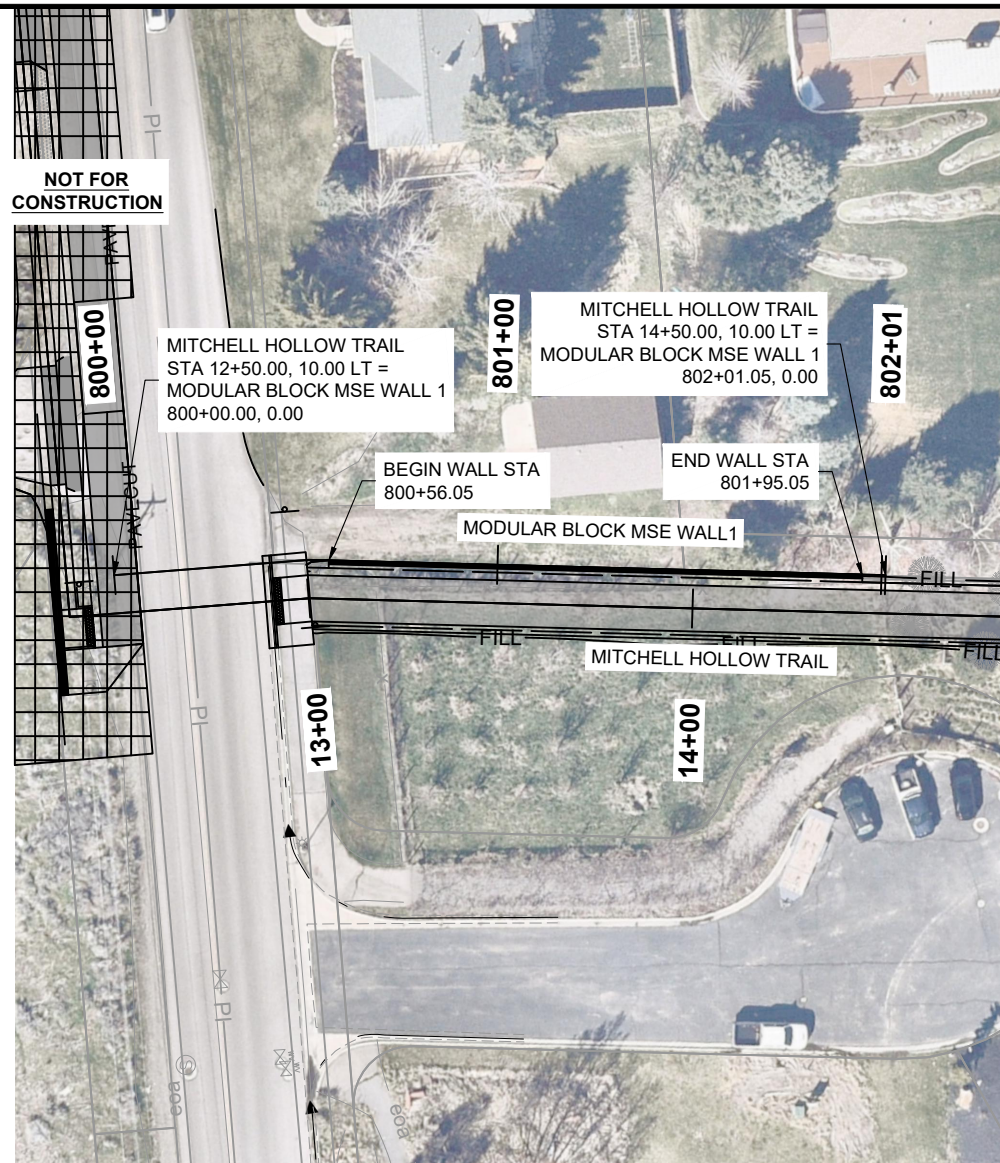 NOT FOR
CONSTRUCTION
PI
800+00
MITCHELL HOLLOW TRAIL
STA 12+50.00, 10.00 LT =
MODULAR BLOCK MSE WALL 1
800+00.00, 0.00
801+00
MITCHELL HOLLOW TRAIL
STA 14+50.00, 10.00 LT =
MODULAR BLOCK MSE WALL 1
802+01.05, 0.00
802+01
PAVECUT
BEGIN WALL STA
800+56.05
END WALL STA
801+95.05
MODULAR BLOCK MSE WALL1
FILL
FILL
FILL
MITCHELL HOLLOW TRAIL
PI
13+00
14+00
PI
eoa
S
eoa